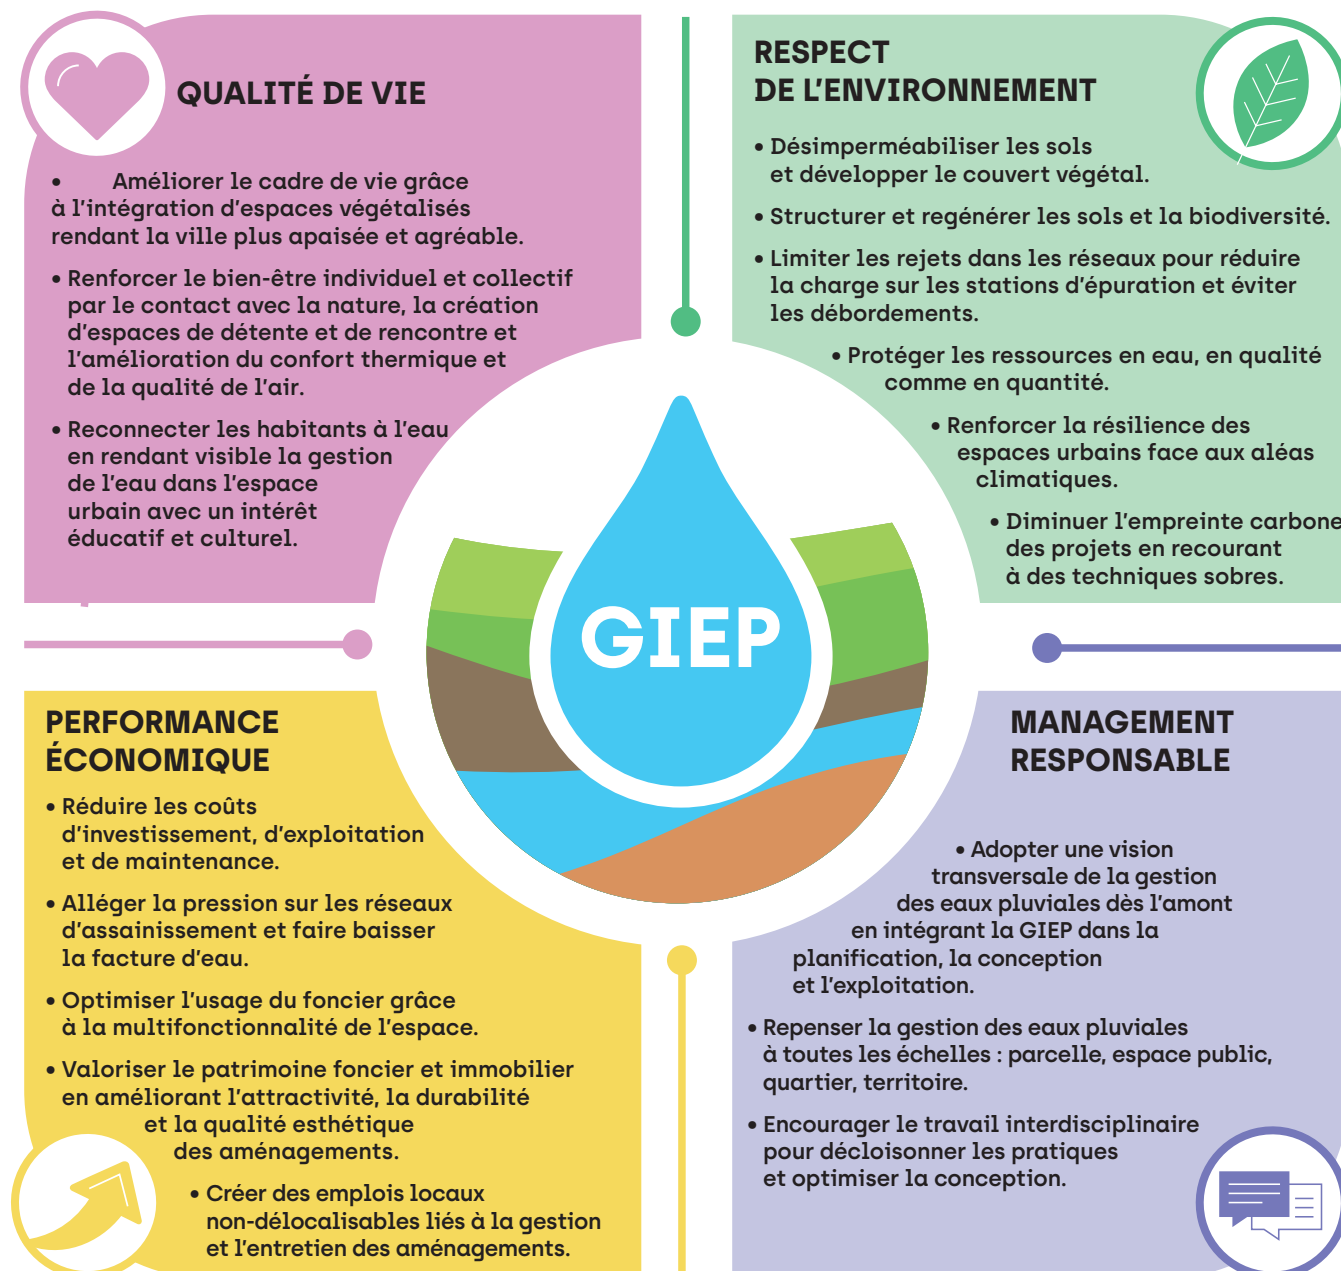 QUALITÉ DE VIE
• Améliorer le cadre de vie grâce
à l'intégration d'espaces végétalisés
rendant la ville plus apaisée et agréable.
• Renforcer le bien-être individuel et collectif
par le contact avec la nature, la création
d'espaces de détente et de rencontre et
l'amélioration du confort thermique et
de la qualité de l'air.
• Reconnecter les habitants à l'eau
en rendant visible la gestion
de l'eau dans l'espace
urbain avec un intérêt
éducatif et culturel.
RESPECT
DE L'ENVIRONNEMENT
• Désimperméabiliser les sols
et développer le couvert végétal.
• Structurer et regénérer les sols et la biodiversité.
• Limiter les rejets dans les réseaux pour réduire
la charge sur les stations d'épuration et éviter
les débordements.
• Protéger les ressources en eau, en qualité
comme en quantité.
• Renforcer la résilience des
espaces urbains face aux aléas
climatiques.
• Diminuer l'empreinte carbone
des projets en recourant
à des techniques sobres.
GIEP
PERFORMANCE
ÉCONOMIQUE
• Réduire les coûts
d'investissement, d'exploitation
et de maintenance.
• Alléger la pression sur les réseaux
d'assainissement et faire baisser
la facture d'eau.
• Optimiser l'usage du foncier grâce
à la multifonctionnalité de l'espace.
• Valoriser le patrimoine foncier et immobilier
en améliorant l'attractivité, la durabilité
et la qualité esthétique
des aménagements.
• Créer des emplois locaux
non-délocalisables liés à la gestion
et l'entretien des aménagements.
MANAGEMENT
RESPONSABLE
• Adopter une vision
transversale de la gestion
des eaux pluviales dès l'amont
en intégrant la GIEP dans la
planification, la conception
et l'exploitation.
• Repenser la gestion des eaux pluviales
à toutes les échelles : parcelle, espace public,
quartier, territoire.
• Encourager le travail interdisciplinaire
pour décloisonner les pratiques
et optimiser la conception.